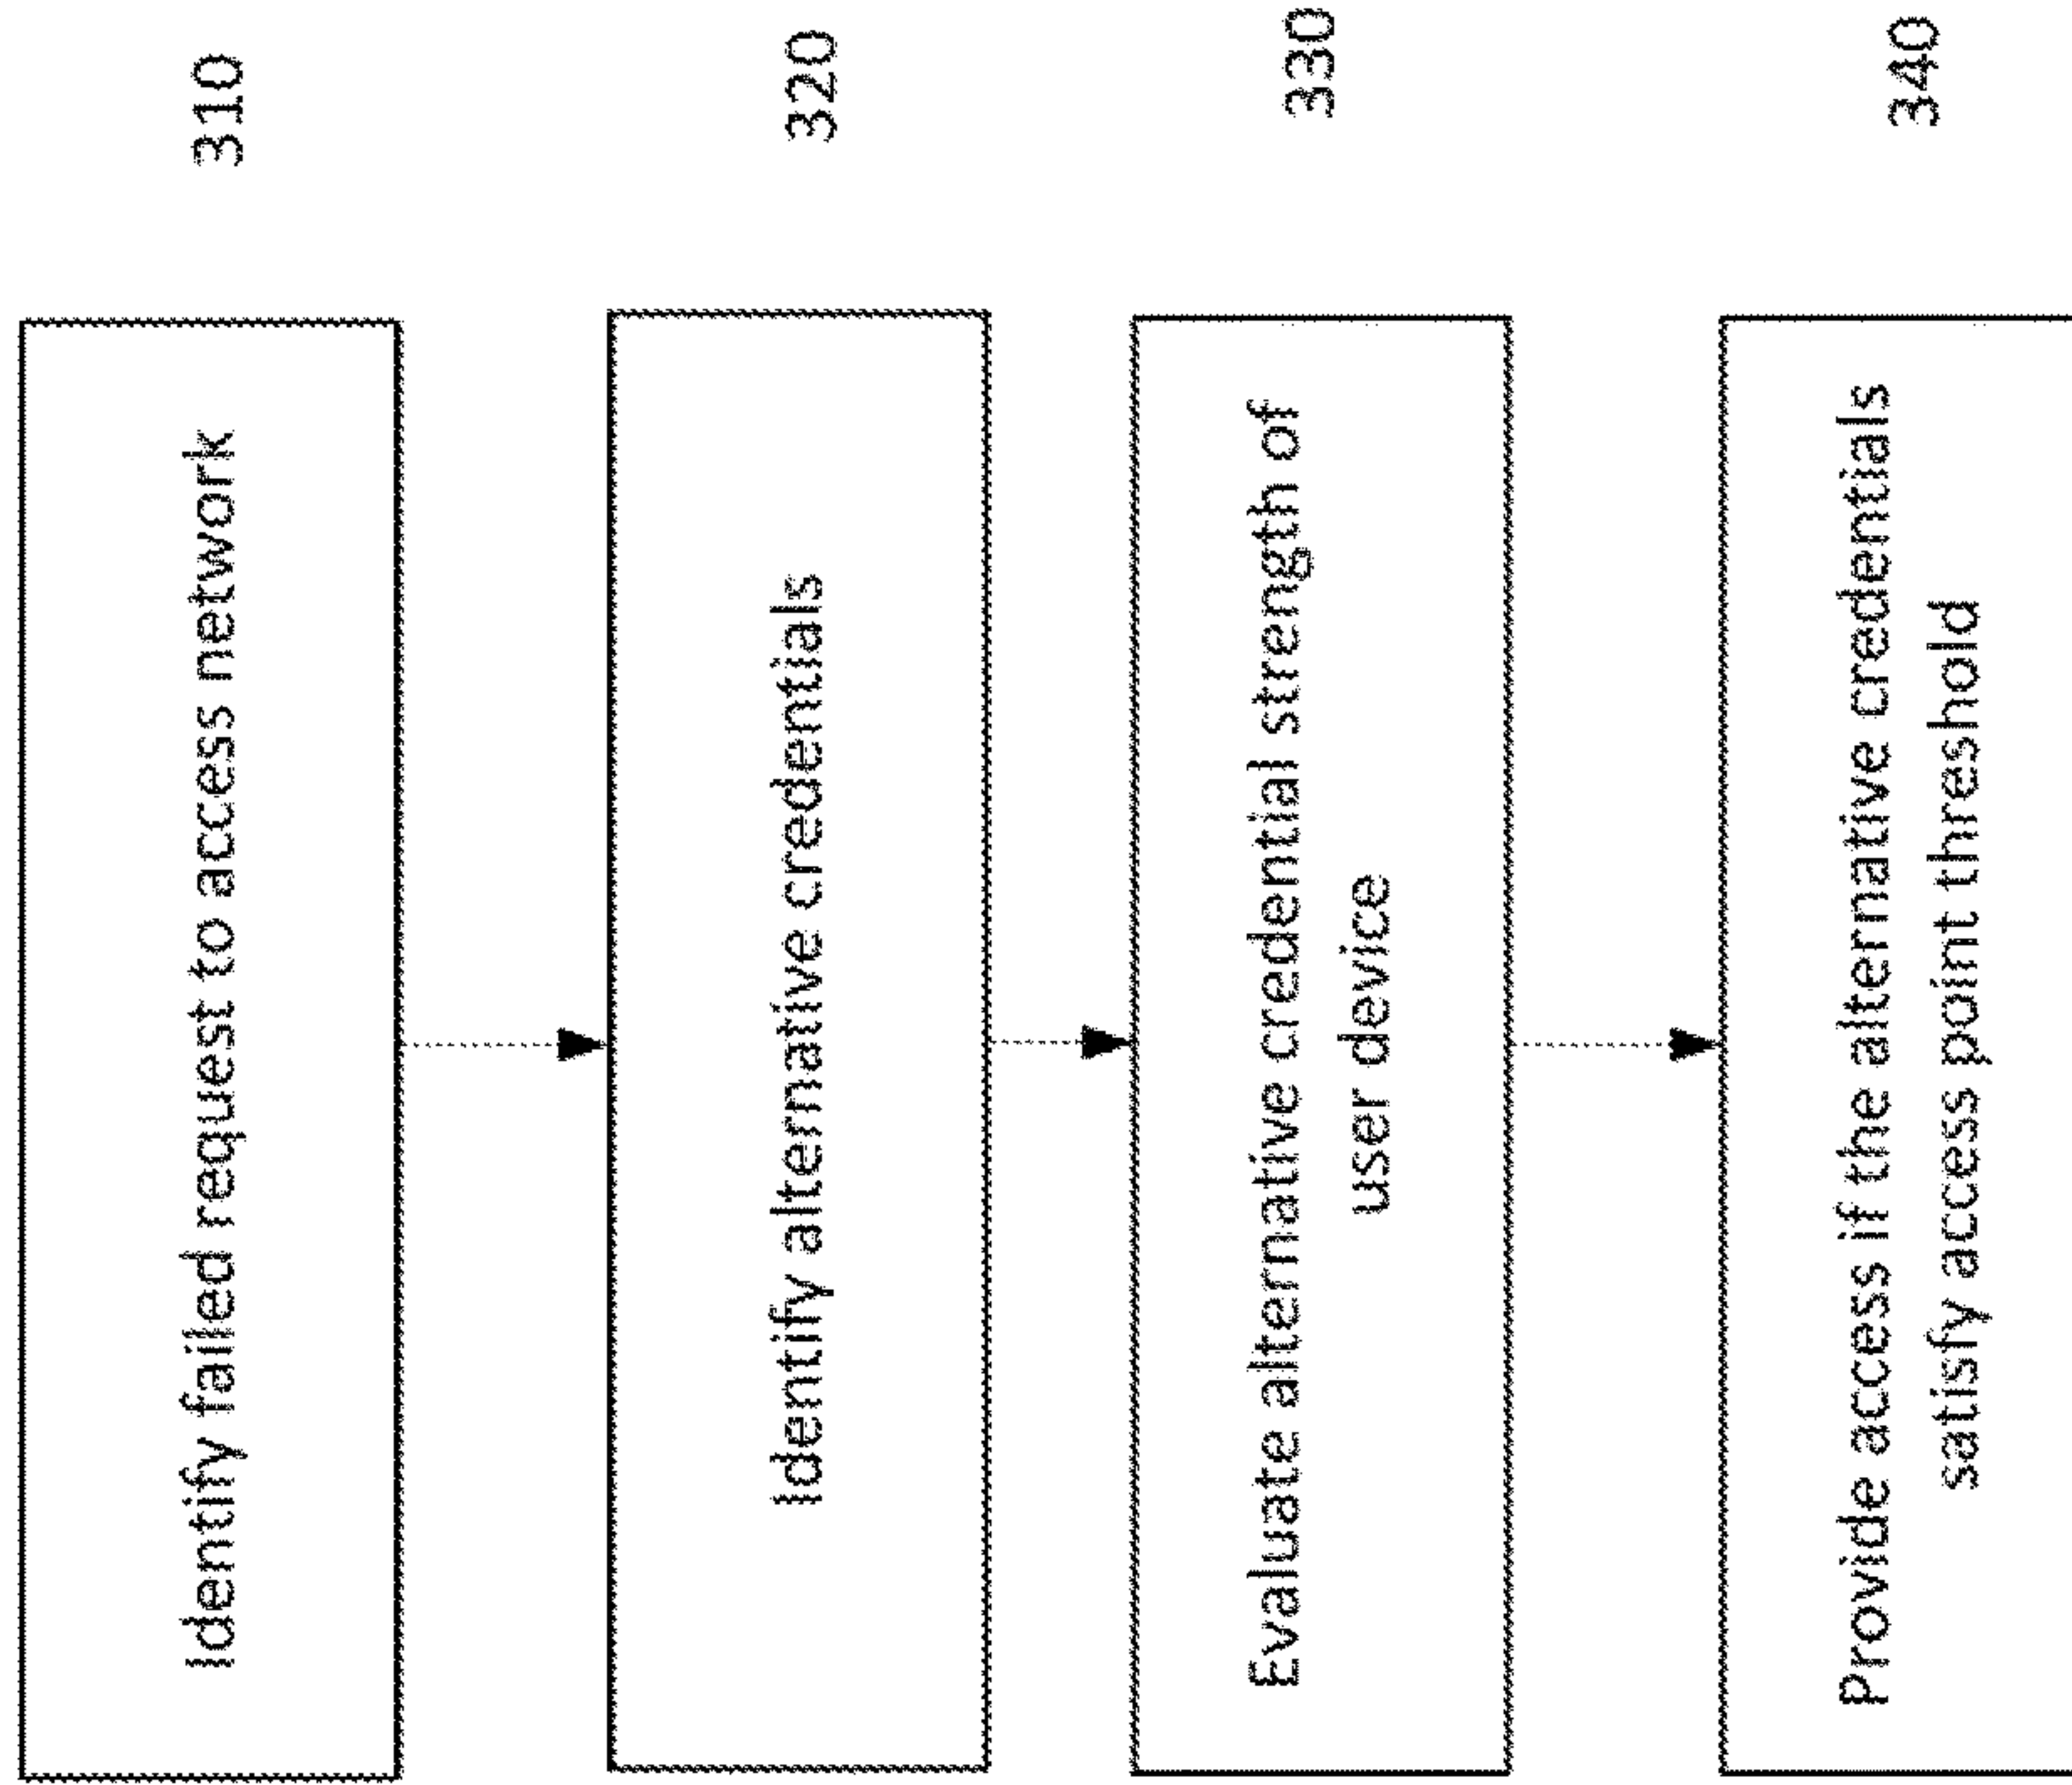 Identify failed request to access network
310
Identify alternative credentials
320
Evaluate alternative credential strength of
user device
330
Provide access if the alternative credentials
satisfy access point threshold
340